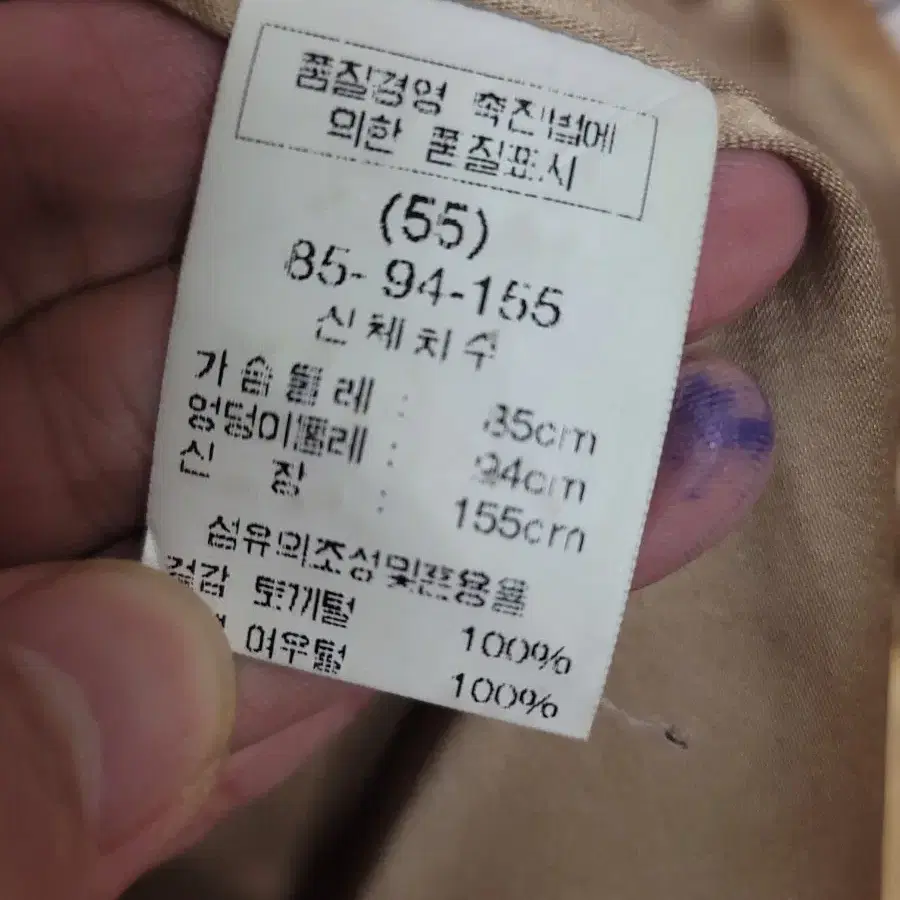 품질경영 촉진법에
의한 품질표시
(55)
85-94-155
신체치수
가슴둘레 : 85cm
엉덩이둘레 : 94cm
신 장 : 155cm
섬유의조성및혼용율
겉감 토끼털 100%
여우털 100%